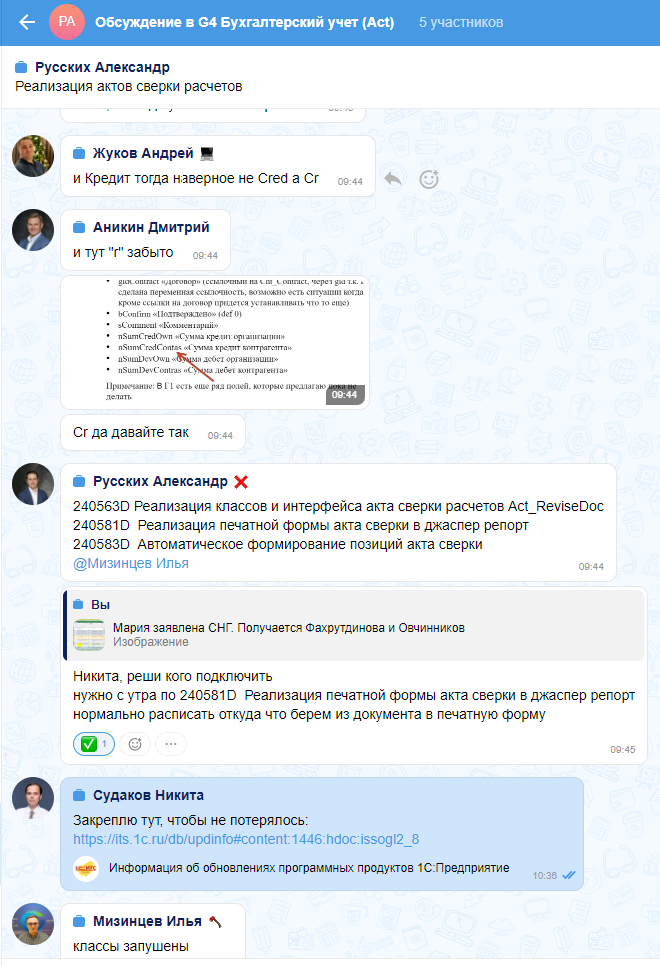 РА
Обсуждение в G4 Бухгалтерский учет (Act)
5 участников
Русских Александр
Реализация актов сверки расчетов
Жуков Андрей
и Кредит тогда наверное не Cred а Cr
09:44
Аникин Дмитрий
и тут "r" забыто
09:44
сделана переменная ссылочность, возможно есть ситуации когда
кроме ссылки на договор придется устанавливать что то еще)
bConfirm «Подтверждено» (def 0)
sComment «Комментарий»
nSumCredOwn «Сумма кредит организации»
nSumCredContas «Сумма кредит контрагента»
nSumDevOwn «Сумма дебет организации»
nSumDevContras «Сумма дебет контрагента»
Примечание: В Г1 есть еще ряд полей, которые предлагаю пока не
делать
09:44
Cr да давайте так
09:44
Русских Александр
240563D Реализация классов и интерфейса акта сверки расчетов Act_ReviseDoc
240581D Реализация печатной формы акта сверки в джаспер репорт
240583D Автоматическое формирование позиций акта сверки
@Мизинцев Илья
09:44
Вы
Мария заявлена СНГ. Получается Фахрутдинова и Овчинников
Изображение
Никита, реши кого подключить
нужно с утра по 240581D Реализация печатной формы акта сверки в джаспер репорт
нормально расписать откуда что берем из документа в печатную форму
1
09:45
Судаков Никита
Закреплю тут, чтобы не потерялось:
https://its.1c.ru/db/updinfo#content:1446:hdoc:issogl2_8
Информация об обновлениях программных продуктов 1С:Предприятие
10:36
Мизинцев Илья
классы запушены